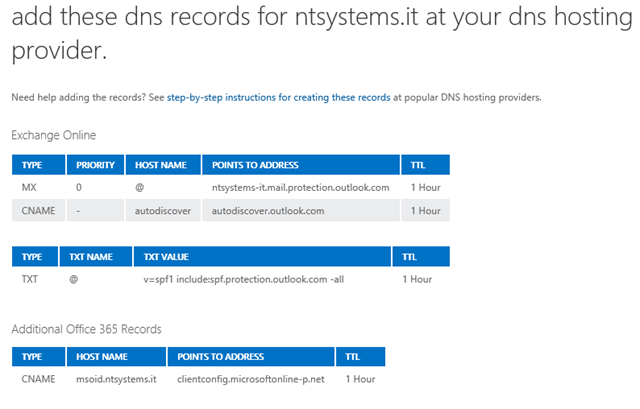 add these dns records for ntsystems.it at your dns hosting
provider.
Need help adding the records? See step-by-step instructions for creating these records at popular DNS hosting providers.
Exchange Online
TYPE PRIORITY HOST NAME POINTS TO ADDRESS TTL
MX 0 @ ntsystems-it.mail.protection.outlook.com 1 Hour
CNAME - autodiscover autodiscover.outlook.com 1 Hour
TYPE TXT NAME TXT VALUE TTL
TXT @ v=spf1 include:spf.protection.outlook.com -all 1 Hour
Additional Office 365 Records
TYPE HOST NAME POINTS TO ADDRESS TTL
CNAME msoid.ntsystems.it clientconfig.microsoftonline-p.net 1 Hour